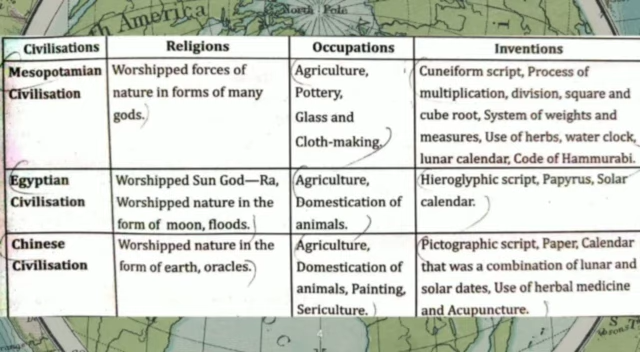 North Pole
th America
Civilisations Religions Occupations Inventions
Mesopotamian Civilisation
Worshipped forces of
nature in forms of many
gods.
Agriculture,
Pottery,
Glass and
Cloth-making.
Cuneiform script, Process of
multiplication, division, square and
cube root, System of weights and
measures, Use of herbs, water clock,
lunar calendar, Code of Hammurabi.
Egyptian
Civilisation
Worshipped Sun God—Ra,
Worshipped nature in the
form of moon, floods.
Agriculture,
Domestication of
animals.
Hieroglyphic script, Papyrus, Solar
calendar.
Chinese
Civilisation
Worshipped nature in the
form of earth, oracles.
Agriculture,
Domestication of
animals, Painting,
Sericulture.
Pictographic script, Paper, Calendar
that was a combination of lunar and
solar dates, Use of herbal medicine
and Acupuncture.